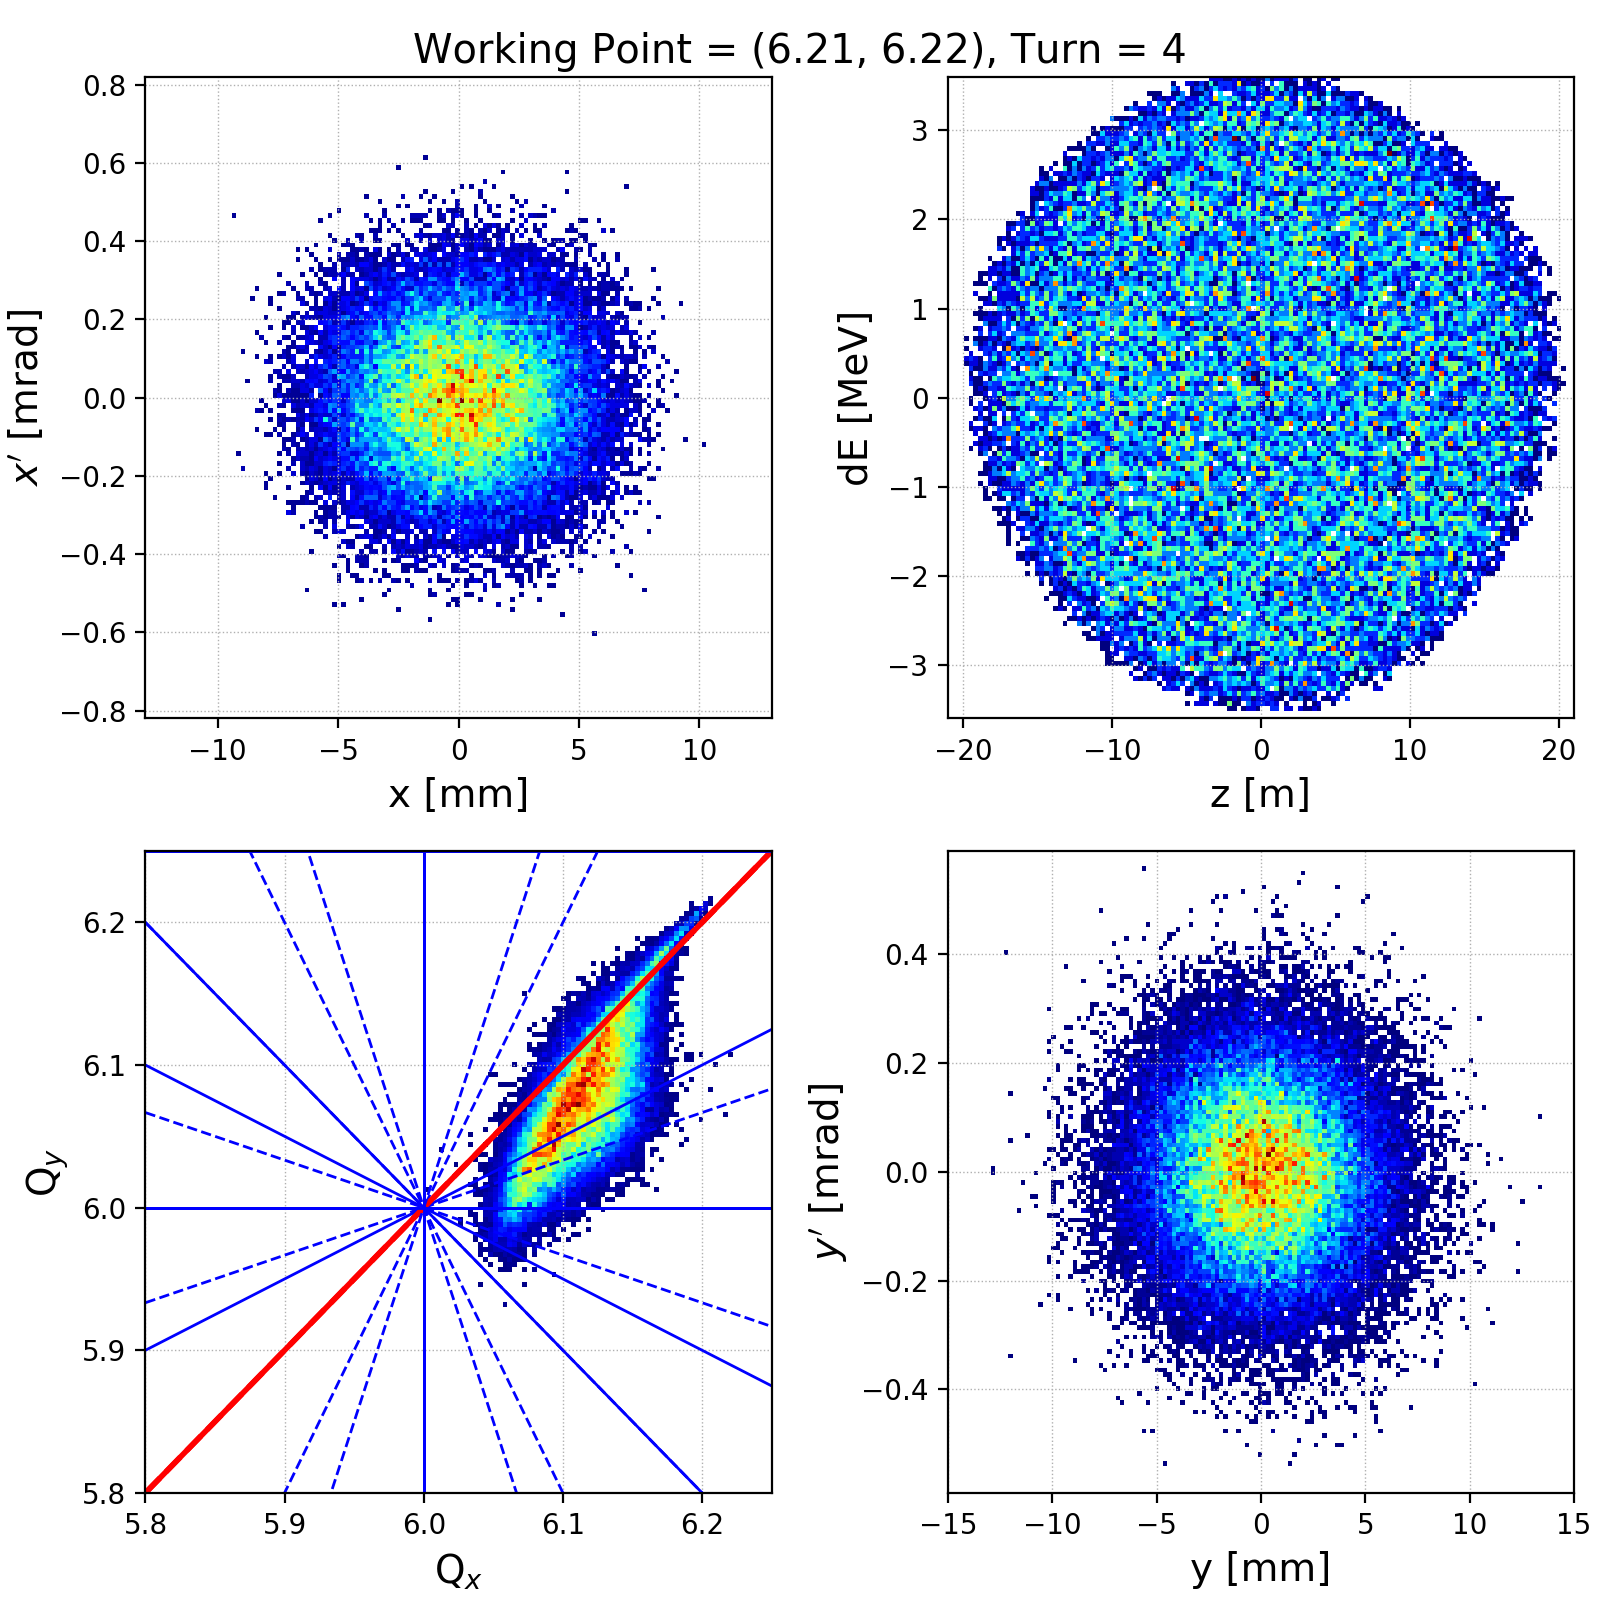 Working Point = (6.21, 6.22), Turn = 4
0.8
0.6
0.4
0.2
0.0
−0.2
−0.4
−0.6
−0.8
x′ [mrad]
−10 −5 0 5 10
x [mm]
3
2
1
0
−1
−2
−3
dE [MeV]
−20 −10 0 10 20
z [m]
6.2
6.1
6.0
5.9
5.8
Qy
5.8 5.9 6.0 6.1 6.2
Qx
0.4
0.2
0.0
−0.2
−0.4
y′ [mrad]
−15 −10 −5 0 5 10 15
y [mm]